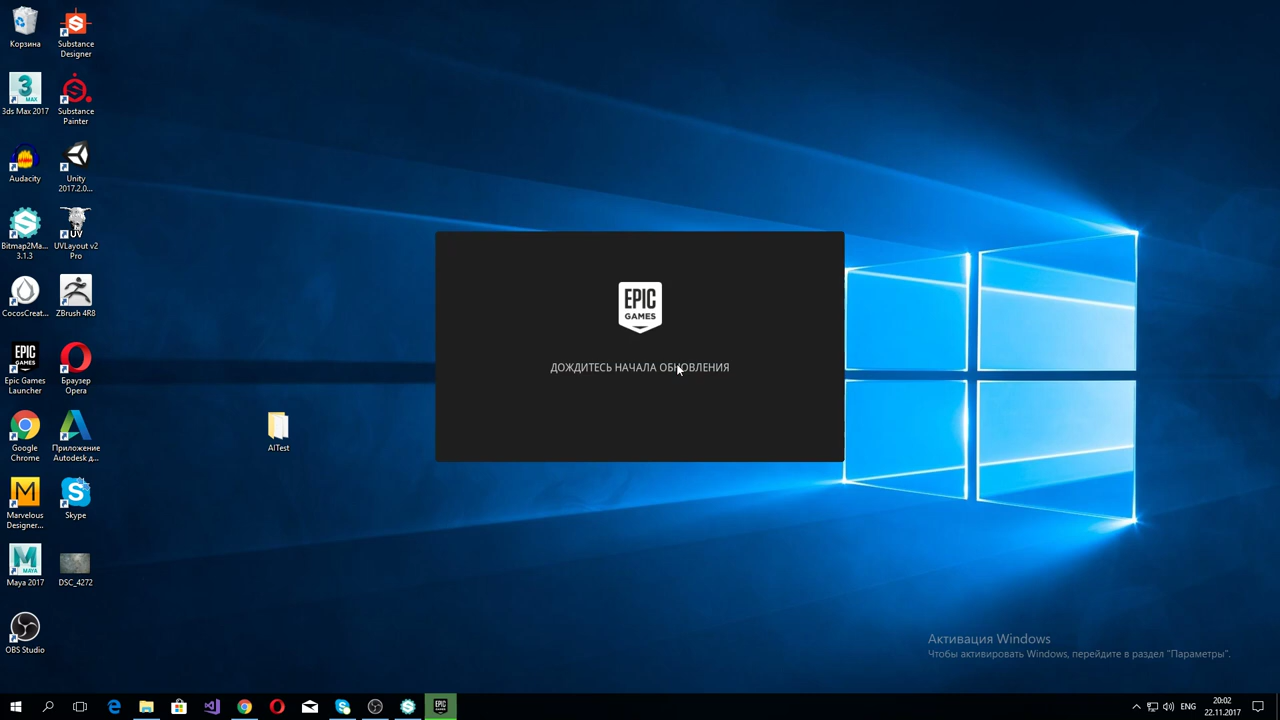 Корзина
Substance
Designer
3ds Max 2017
Substance
Painter
Audacity
Unity
2017.2.0...
Bitmap2Ma...
3.1.3
UVLayout v2
Pro
CocosCreat...
ZBrush 4R8
Epic Games
Launcher
Браузер
Opera
Google
Chrome
Приложение
Autodesk д...
AITest
Marvelous
Designer...
Skype
Maya 2017
DSC_4272
OBS Studio
EPIC
GAMES
ДОЖДИТЕСЬ НАЧАЛА ОБНОВЛЕНИЯ
Активация Windows
Чтобы активировать Windows, перейдите в раздел "Параметры".
ENG
20:02
22.11.2017